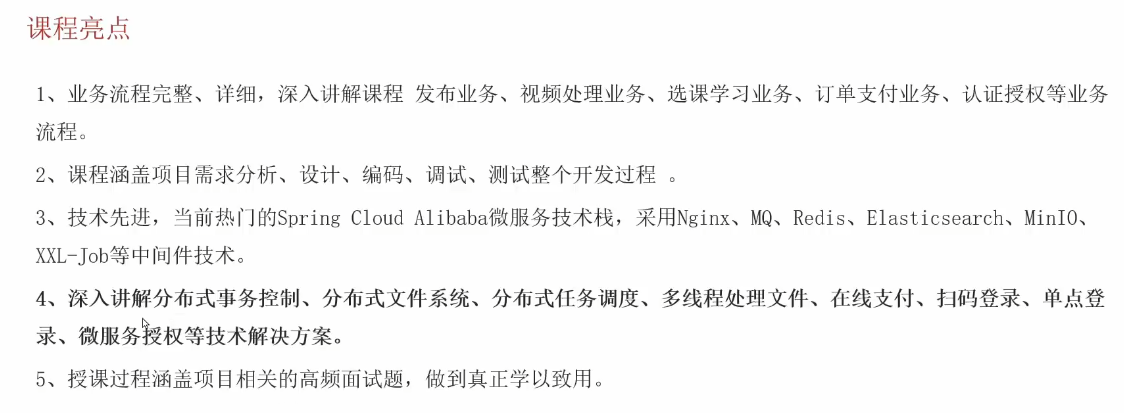 课程亮点
1、业务流程完整、详细，深入讲解课程 发布业务、视频处理业务、选课学习业务、订单支付业务、认证授权等业务
流程。
2、课程涵盖项目需求分析、设计、编码、调试、测试整个开发过程 。
3、技术先进，当前热门的Spring Cloud Alibaba微服务技术栈，采用Nginx、MQ、Redis、Elasticsearch、MinIO、
XXL-Job等中间件技术。
4、深入讲解分布式事务控制、分布式文件系统、分布式任务调度、多线程处理文件、在线支付、扫码登录、单点登
录、微服务授权等技术解决方案。
5、授课过程涵盖项目相关的高频面试题，做到真正学以致用。